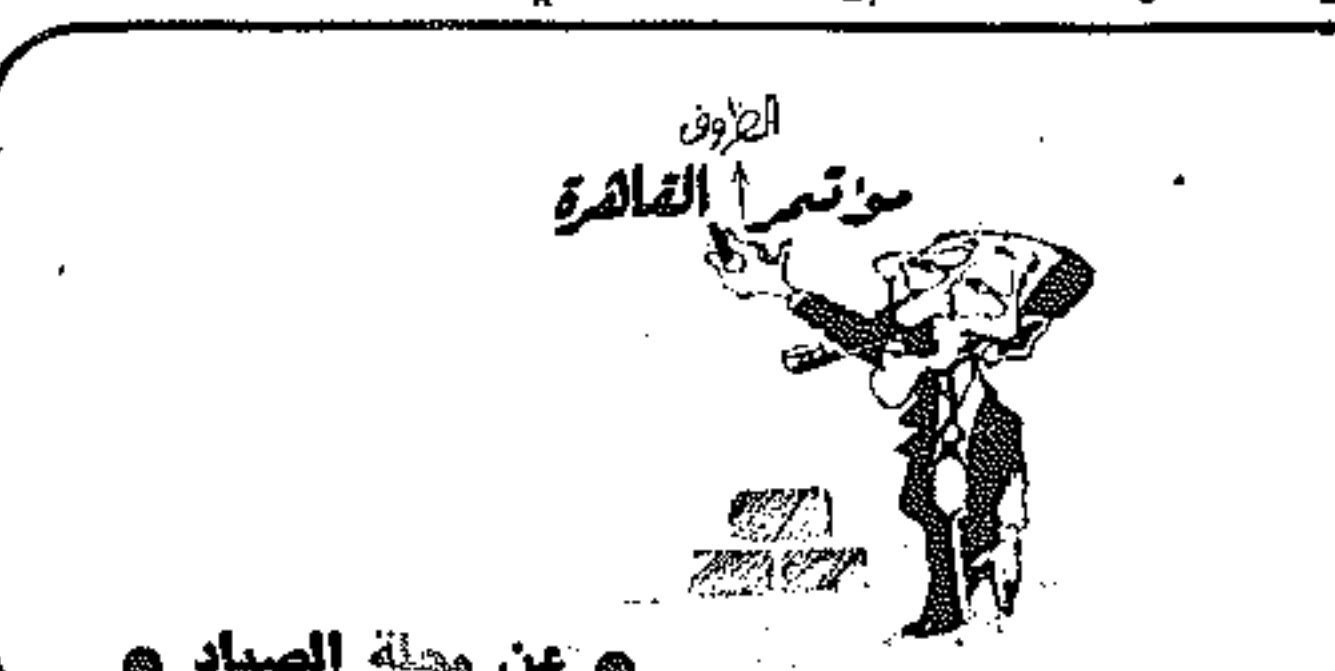 الظروف
مؤتمر القاهرة
● عن مجلة الصياد ●